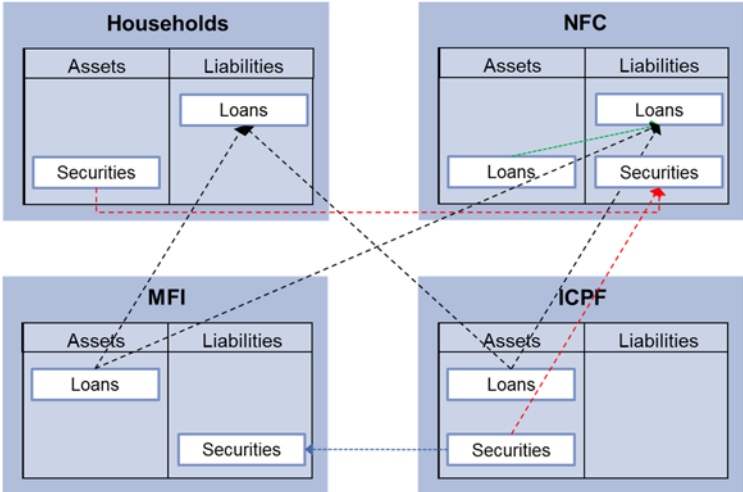 Households
Assets
Liabilities
Loans
Securities
NFC
Assets
Liabilities
Loans
Loans
Securities
MFI
Assets
Liabilities
Loans
Securities
ICPF
Assets
Liabilities
Loans
Securities